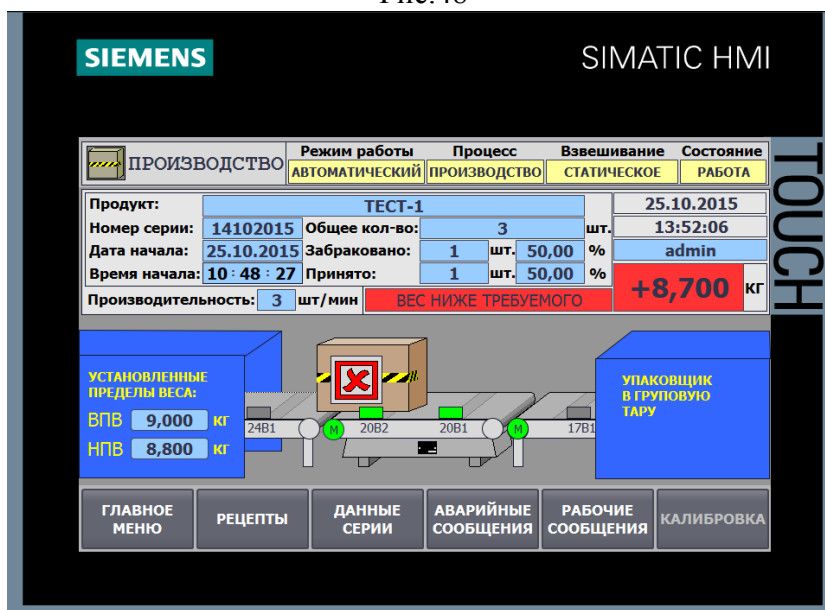 SIEMENS
SIMATIC HMI
TOUCH
ПРОИЗВОДСТВО
Режим работы Процесс Взвешивание Состояние
АВТОМАТИЧЕСКИЙ ПРОИЗВОДСТВО СТАТИЧЕСКОЕ РАБОТА
Продукт: ТЕСТ-1 25.10.2015
Номер серии: 14102015 Общее кол-во: 3 шт. 13:52:06
Дата начала: 25.10.2015 Забраковано: 1 шт. 50,00 % admin
Время начала: 10:48:27 Принято: 1 шт. 50,00 %
+8,700 кг
Производительность: 3 шт/мин ВЕС НИЖЕ ТРЕБУЕМОГО
УСТАНОВЛЕННЫЕ
ПРЕДЕЛЫ ВЕСА:
ВПВ 9,000 кг
НПВ 8,800 кг
24B1 M 20B2 20B1 M 17B1
УПАКОВЩИК
В ГРУПОВУЮ
ТАРУ
ГЛАВНОЕ
МЕНЮ
РЕЦЕПТЫ
ДАННЫЕ
СЕРИИ
АВАРИЙНЫЕ
СООБЩЕНИЯ
РАБОЧИЕ
СООБЩЕНИЯ
КАЛИБРОВКА